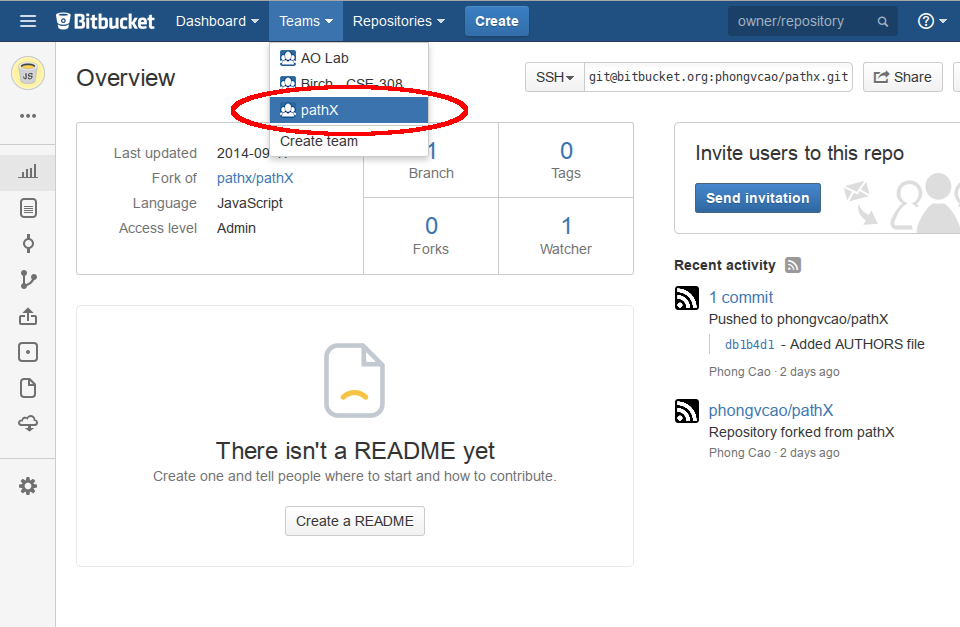 Bitbucket Dashboard Teams Repositories Create owner/repository ?
AO Lab
Birch CSE-308
pathX
Create team
JS
Overview
SSH git@bitbucket.org:phongvcao/pathx.git Share
Last updated 2014-09-
Fork of pathx/pathX
Language JavaScript
Access level Admin
1
Branch
0
Tags
0
Forks
1
Watcher
There isn't a README yet
Create one and tell people where to start and how to contribute.
Create a README
Invite users to this repo
Send invitation
Recent activity
1 commit
Pushed to phongvcao/pathX
db1b4d1 - Added AUTHORS file
Phong Cao · 2 days ago
phongvcao/pathX
Repository forked from pathX
Phong Cao · 2 days ago